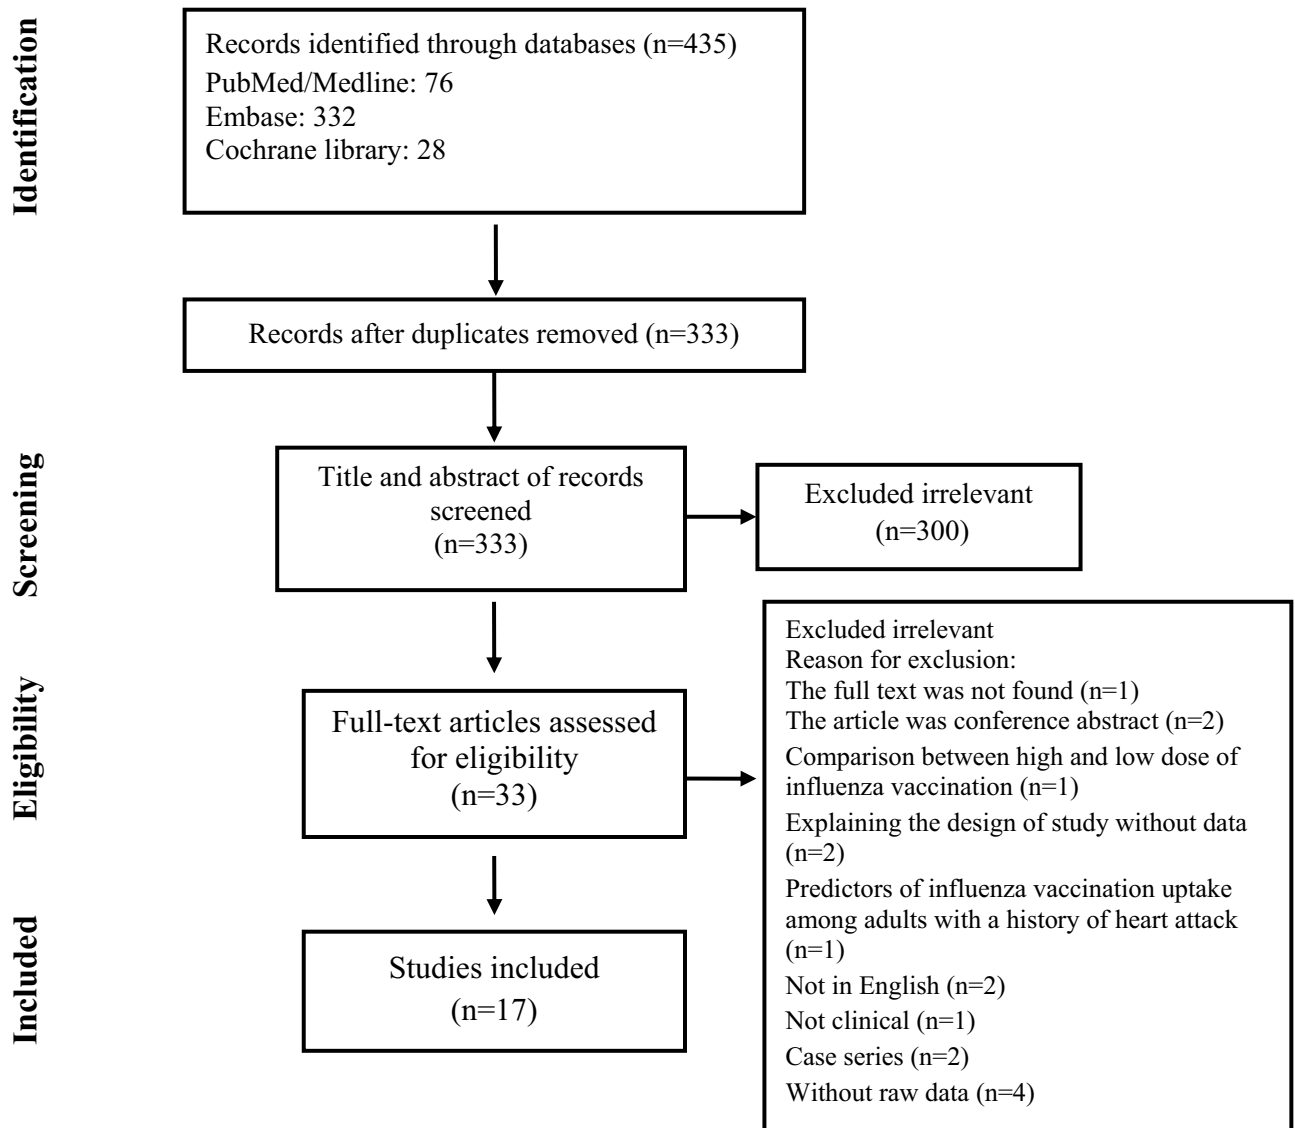 Identification
Records identified through databases (n=435)
PubMed/Medline: 76
Embase: 332
Cochrane library: 28
Records after duplicates removed (n=333)
Screening
Title and abstract of records
screened
(n=333)
Excluded irrelevant
(n=300)
Eligibility
Full-text articles assessed
for eligibility
(n=33)
Excluded irrelevant
Reason for exclusion:
The full text was not found (n=1)
The article was conference abstract (n=2)
Comparison between high and low dose of
influenza vaccination (n=1)
Explaining the design of study without data
(n=2)
Predictors of influenza vaccination uptake
among adults with a history of heart attack
(n=1)
Not in English (n=2)
Not clinical (n=1)
Case series (n=2)
Without raw data (n=4)
Included
Studies included
(n=17)